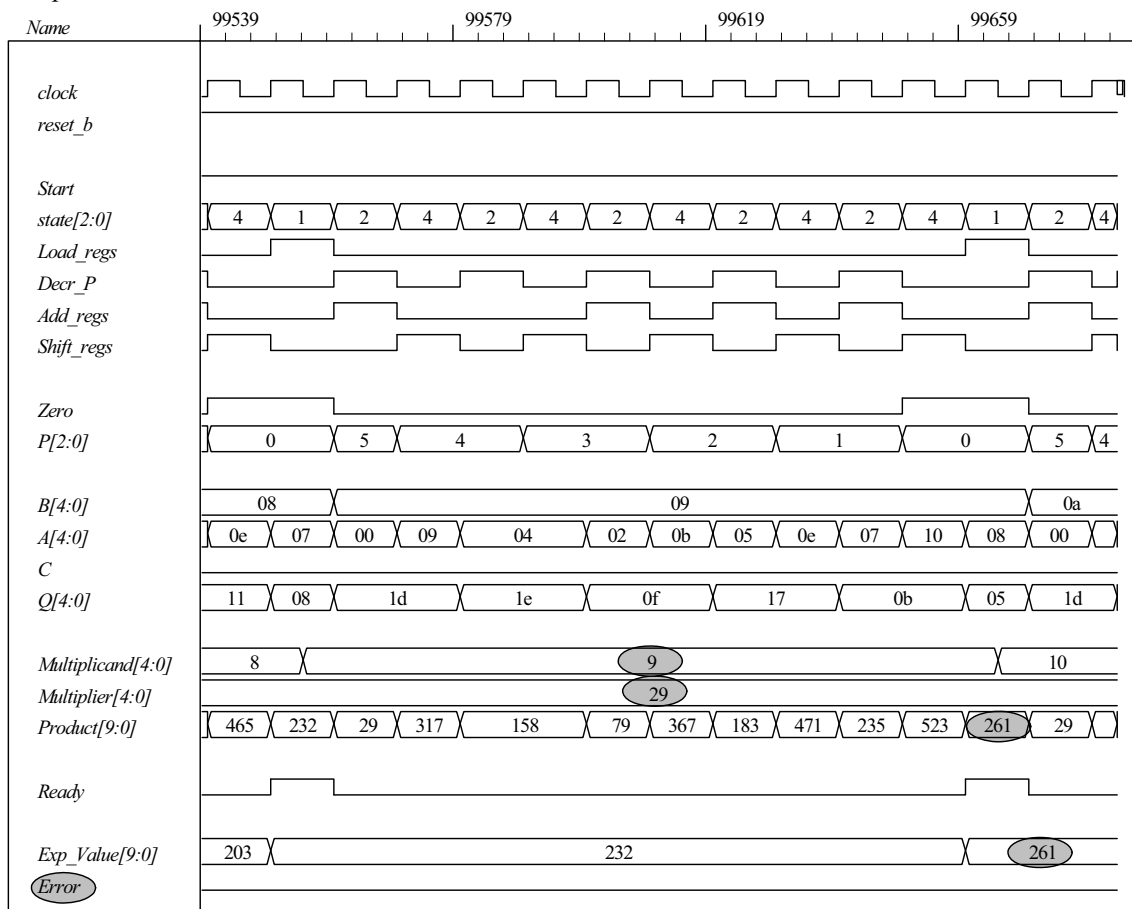 Name 99539 99579 99619 99659
clock
reset_b
Start
state[2:0] 4 1 2 4 2 4 2 4 2 4 2 4 1 2 4
Load_regs
Decr_P
Add_regs
Shift_regs
Zero
P[2:0] 0 5 4 3 2 1 0 5 4
B[4:0] 08 09 0a
A[4:0] 0e 07 00 09 04 02 0b 05 0e 07 10 08 00
C
Q[4:0] 11 08 1d 1e 0f 17 0b 05 1d
Multiplicand[4:0] 8 9 10
Multiplier[4:0] 29
Product[9:0] 465 232 29 317 158 79 367 183 471 235 523 261 29
Ready
Exp_Value[9:0] 203 232 261
Error